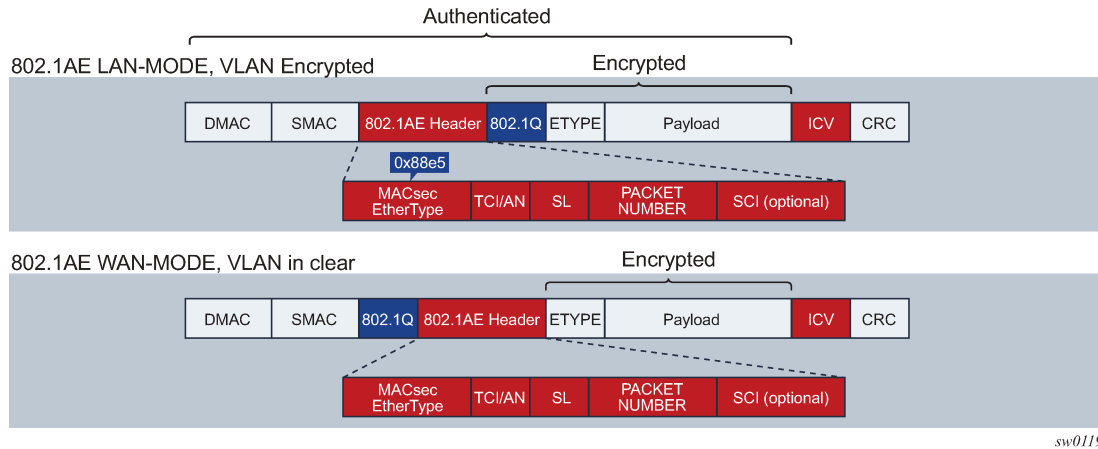 Authenticated
802.1AE LAN-MODE, VLAN Encrypted
Encrypted
DMAC SMAC 802.1AE Header 802.1Q ETYPE Payload ICV CRC
0x88e5
MACsec EtherType TCI/AN SL PACKET NUMBER SCI (optional)
802.1AE WAN-MODE, VLAN in clear
Encrypted
DMAC SMAC 802.1Q 802.1AE Header ETYPE Payload ICV CRC
MACsec EtherType TCI/AN SL PACKET NUMBER SCI (optional)
sw0119